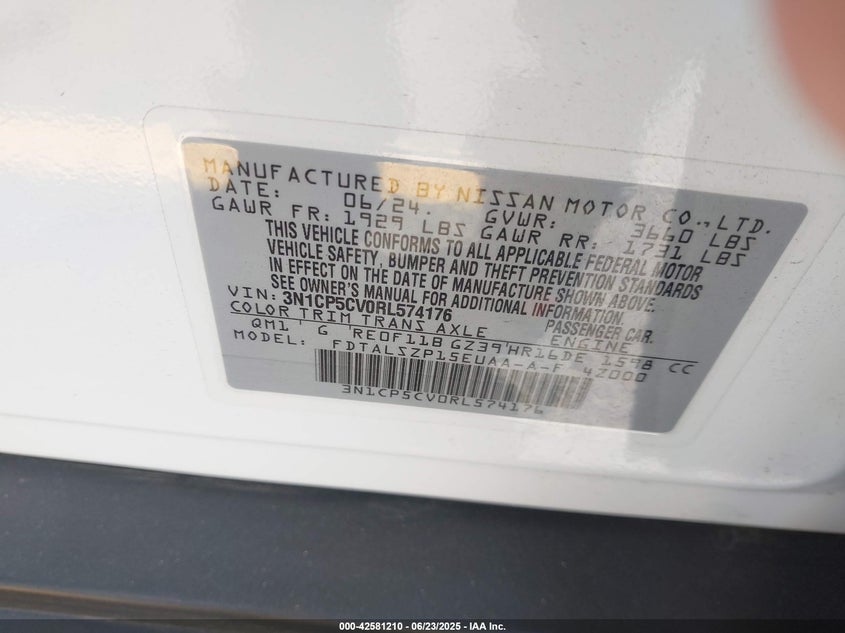 MANUFACTURED BY NISSAN MOTOR CO.,LTD.
DATE: 06/24. GVWR: 3660 LBS
GAWR FR: 1929 LBS GAWR RR: 1731 LBS
THIS VEHICLE CONFORMS TO ALL APPLICABLE FEDERAL MOTOR
VEHICLE SAFETY, BUMPER AND THEFT PREVENTION STANDARDS
IN EFFECT ON THE DATE OF MANUFACTURE SHOWN ABOVE.
SEE OWNER'S MANUAL FOR ADDITIONAL INFORMATION.
VIN: 3N1CP5CV0RL574176 PASSENGER CAR.
COLOR TRIM TRANS AXLE ENGINE
QM1 G RE0F11B GZ39 HR16DE 1598 CC
MODEL: FDTALSZP15EUAA-A-F 4Z000
3N1CP5CV0RL574176
000-42581210 - 06/23/2025 - IAA Inc.